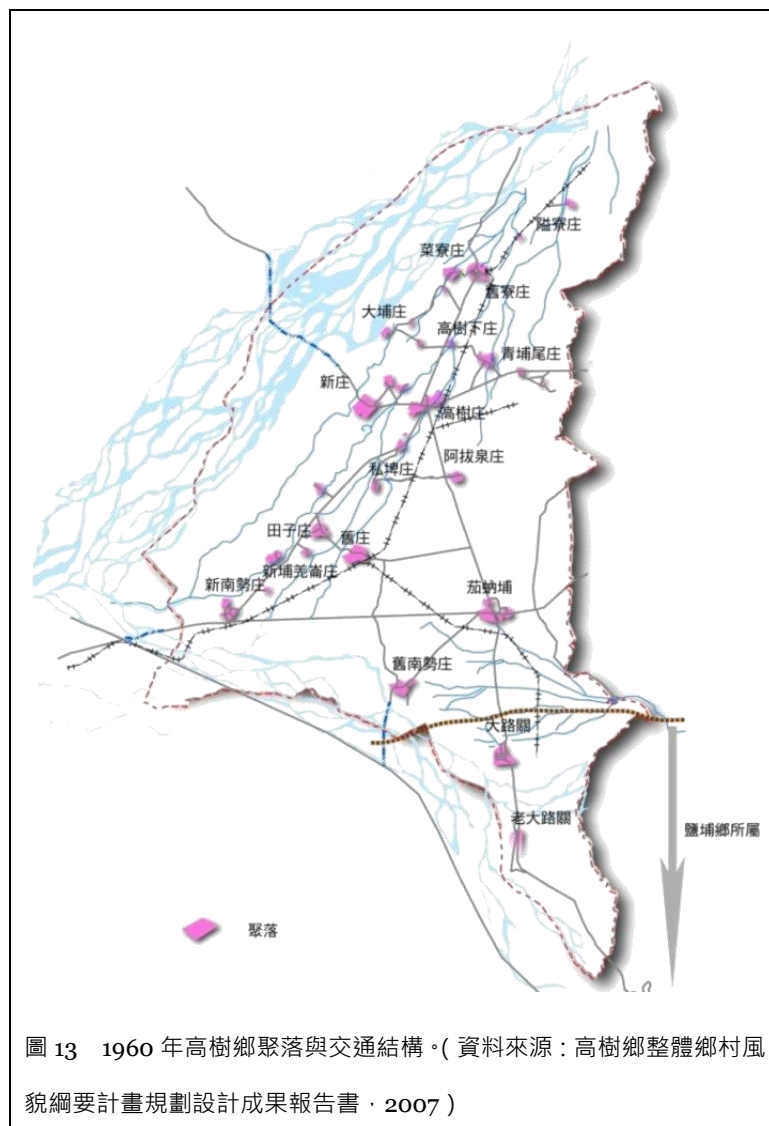 隘寮庄
菜寮庄
舊寮庄
大埔庄
高樹下庄
青埔尾庄
新庄
高樹庄
阿拔泉庄
私埤庄
田子庄
舊庄
新埔羌崙庄
新南勢庄
茄蚋埔
舊南勢庄
大路關
老大路關
鹽埔鄉所屬
聚落
圖 13　1960 年高樹鄉聚落與交通結構。( 資料來源：高樹鄉整體鄉村風
貌綱要計畫規劃設計成果報告書，2007 )